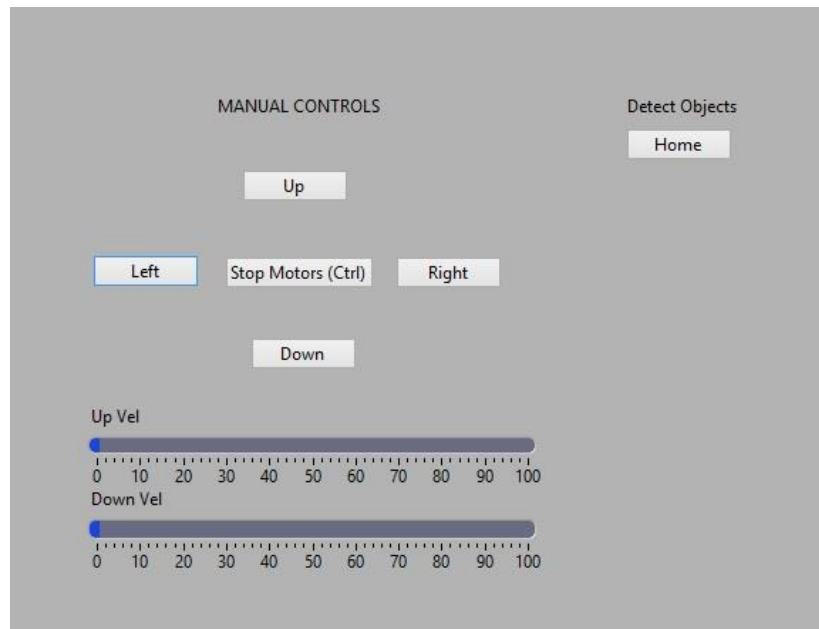 MANUAL CONTROLS
Detect Objects
Home
Up
Left
Stop Motors (Ctrl)
Right
Down
Up Vel
0 10 20 30 40 50 60 70 80 90 100
Down Vel
0 10 20 30 40 50 60 70 80 90 100